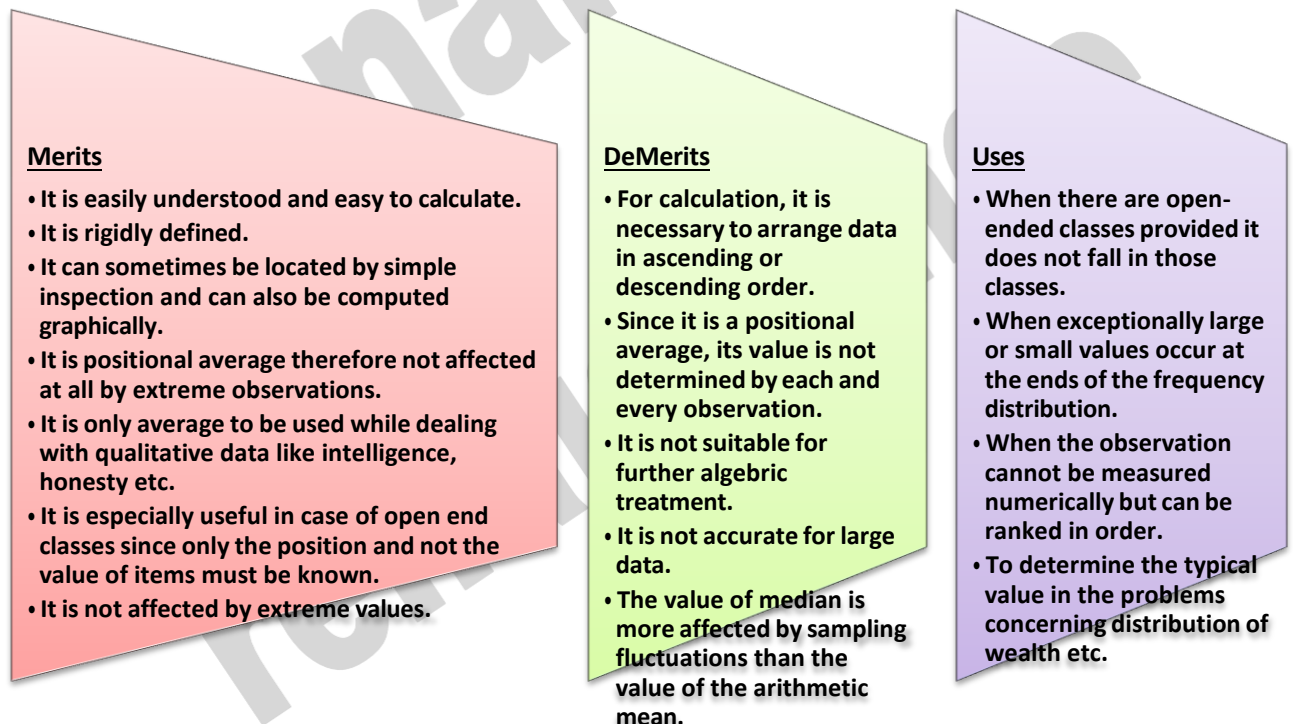 Merits
• It is easily understood and easy to calculate.
• It is rigidly defined.
• It can sometimes be located by simple
inspection and can also be computed
graphically.
• It is positional average therefore not affected
at all by extreme observations.
• It is only average to be used while dealing
with qualitative data like intelligence,
honesty etc.
• It is especially useful in case of open end
classes since only the position and not the
value of items must be known.
• It is not affected by extreme values.
DeMerits
• For calculation, it is
necessary to arrange data
in ascending or
descending order.
• Since it is a positional
average, its value is not
determined by each and
every observation.
• It is not suitable for
further algebric
treatment.
• It is not accurate for large
data.
• The value of median is
more affected by sampling
fluctuations than the
value of the arithmetic
mean.
Uses
• When there are open-
ended classes provided it
does not fall in those
classes.
• When exceptionally large
or small values occur at
the ends of the frequency
distribution.
• When the observation
cannot be measured
numerically but can be
ranked in order.
• To determine the typical
value in the problems
concerning distribution of
wealth etc.